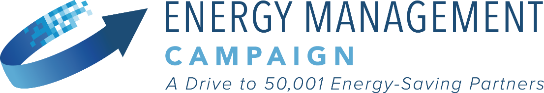 ENERGY MANAGEMENT
CAMPAIGN
A Drive to 50,001 Energy-Saving Partners